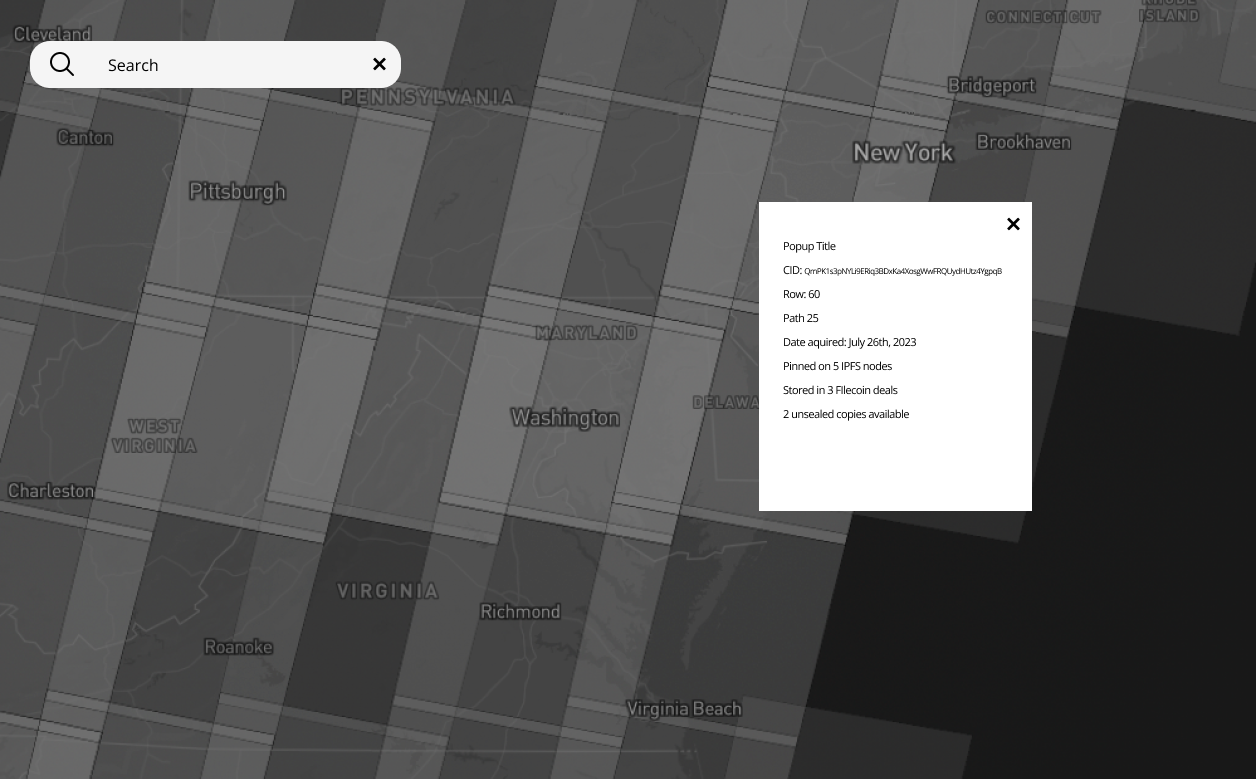 CONNECTICUT
RHODE
ISLAND
Cleveland
Search
PENNSYLVANIA
Bridgeport
Canton
New York
Brookhaven
Pittsburgh
Popup Title
CID: QmPK1s3pNYLi9ERiq3BDxKa4XosgWwFRQUydHUtz4YgpqB
Row: 60
Path 25
Date aquired: July 26th, 2023
Pinned on 5 IPFS nodes
Stored in 3 FIlecoin deals
2 unsealed copies available
MARYLAND
DELAWA
Washington
WEST
VIRGINIA
Charleston
VIRGINIA
Richmond
Roanoke
Virginia Beach